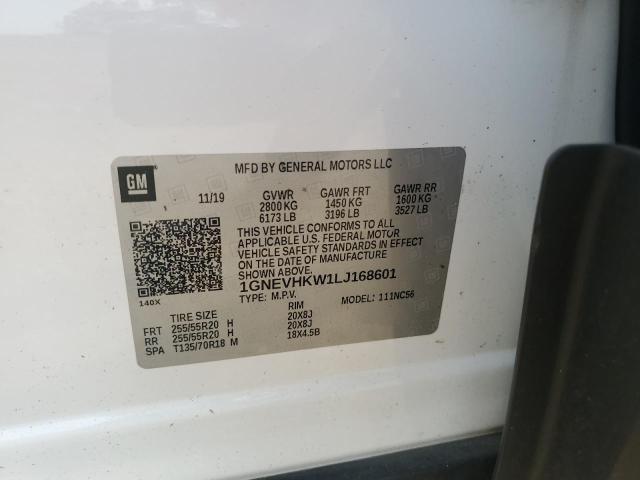 MFD BY GENERAL MOTORS LLC
GM
11/19 GVWR GAWR FRT GAWR RR
2800 KG 1450 KG 1600 KG
6173 LB 3196 LB 3527 LB
THIS VEHICLE CONFORMS TO ALL
APPLICABLE U.S. FEDERAL MOTOR
VEHICLE SAFETY STANDARDS IN EFFECT
ON THE DATE OF MANUFACTURE
SHOWN ABOVE.
140X
1GNEVHKW1LJ168601
TYPE: M.P.V. MODEL: 111NC56
TIRE SIZE RIM
FRT 255/55R20 H 20X8J
RR 255/55R20 H 20X8J
SPA T135/70R18 M 18X4.5B